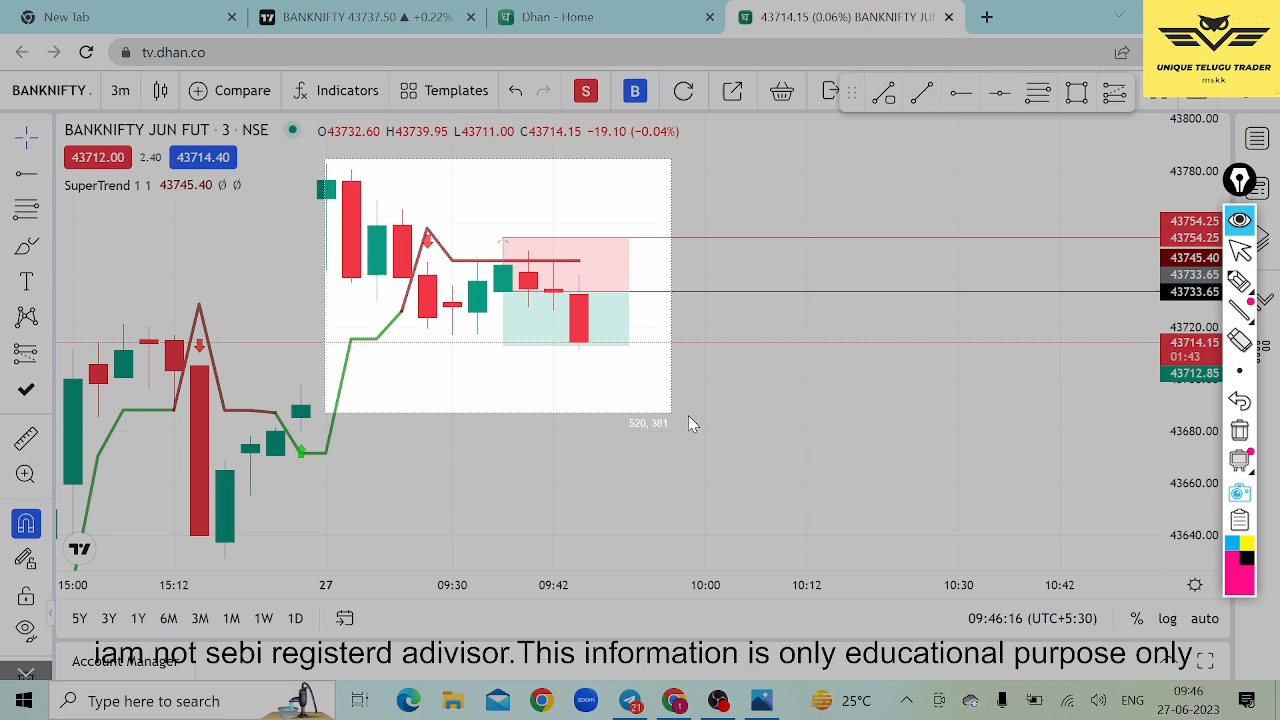 New Tab
BANKNIFTY 43750.5 ▲ +0.22%
Dhan - Home
43714.15 (0.06%) BANKNIFTY JUN
tv.dhan.co
UNIQUE TELUGU TRADER
mskk
BANKNIFTY .
3m
Compare
Indicators
Templates
S
B
BANKNIFTY JUN FUT · 3 · NSE
O43732.60 H43739.95 L43711.00 C43714.15 -19.10 (-0.04%)
43712.00
2.40
43714.40
SuperTrend 1 1 43745.40 Ø Ø
43800.00
43780.00
43754.25
43754.25
43745.40
43733.65
43733.65
43720.00
43714.15
01:43
43712.85
43680.00
43660.00
43640.00
520, 381
15:00
15:12
27
09:30
09:42
10:00
10:12
10:30
10:42
5Y
3Y
1Y
6M
3M
1M
1W
1D
09:46:16 (UTC+5:30)
%
log
auto
Account Manager
iam not sebi registerd advisor.This information is only educational purpose only
Type here to search
zoom
21
25°C
ENG
09:46